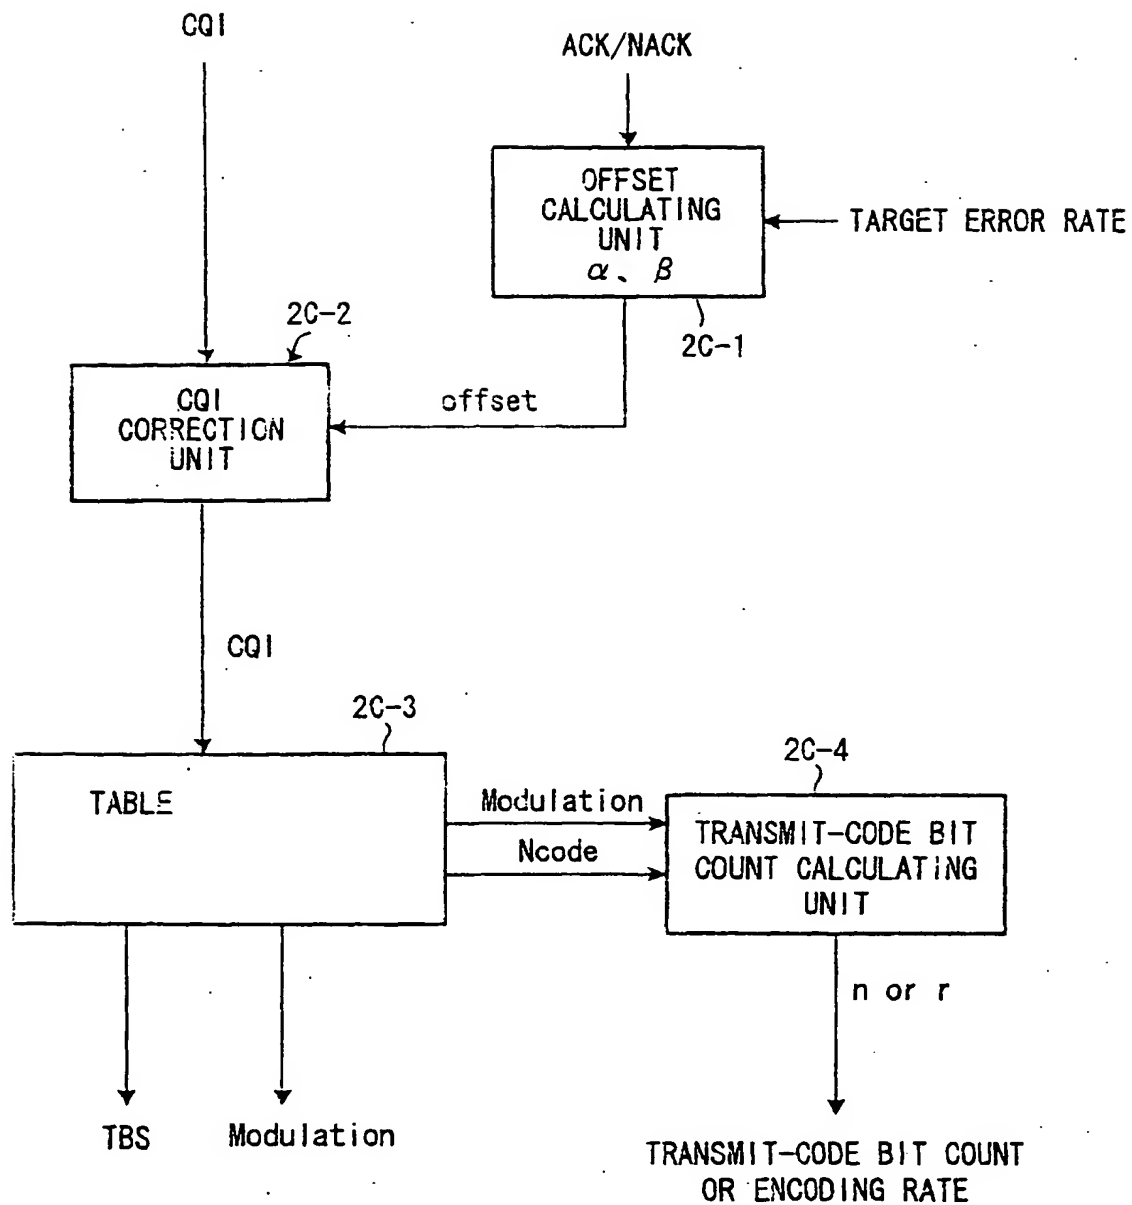 CQI
ACK/NACK
OFFSET
CALCULATING
UNIT
α、β
TARGET ERROR RATE
2C-1
2C-2
CQI
CORRECTION
UNIT
offset
CQI
2C-3
TABLE
Modulation
Ncode
2C-4
TRANSMIT-CODE BIT
COUNT CALCULATING
UNIT
n or r
TBS
Modulation
TRANSMIT-CODE BIT COUNT
OR ENCODING RATE